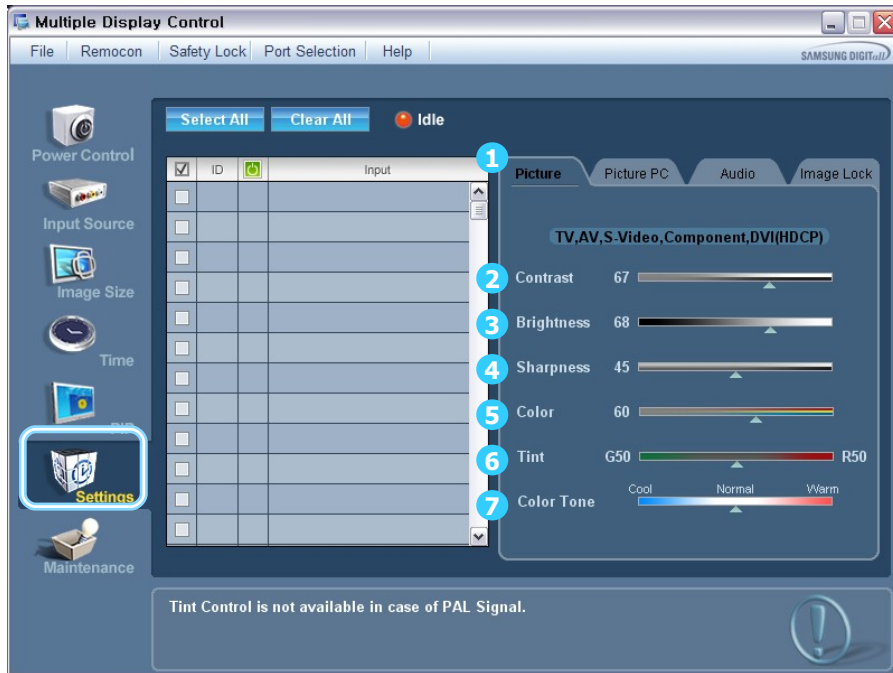 Multiple Display Control
File Remocon Safety Lock Port Selection Help
SAMSUNG DIGITall
Select All Clear All Idle
Power Control
Input Source
Image Size
Time
PIP
Settings
Maintenance
ID Input
1 Picture Picture PC Audio Image Lock
TV,AV,S-Video,Component,DVI(HDCP)
2 Contrast 67
3 Brightness 68
4 Sharpness 45
5 Color 60
6 Tint G50 R50
7 Color Tone Cool Normal Warm
Tint Control is not available in case of PAL Signal.